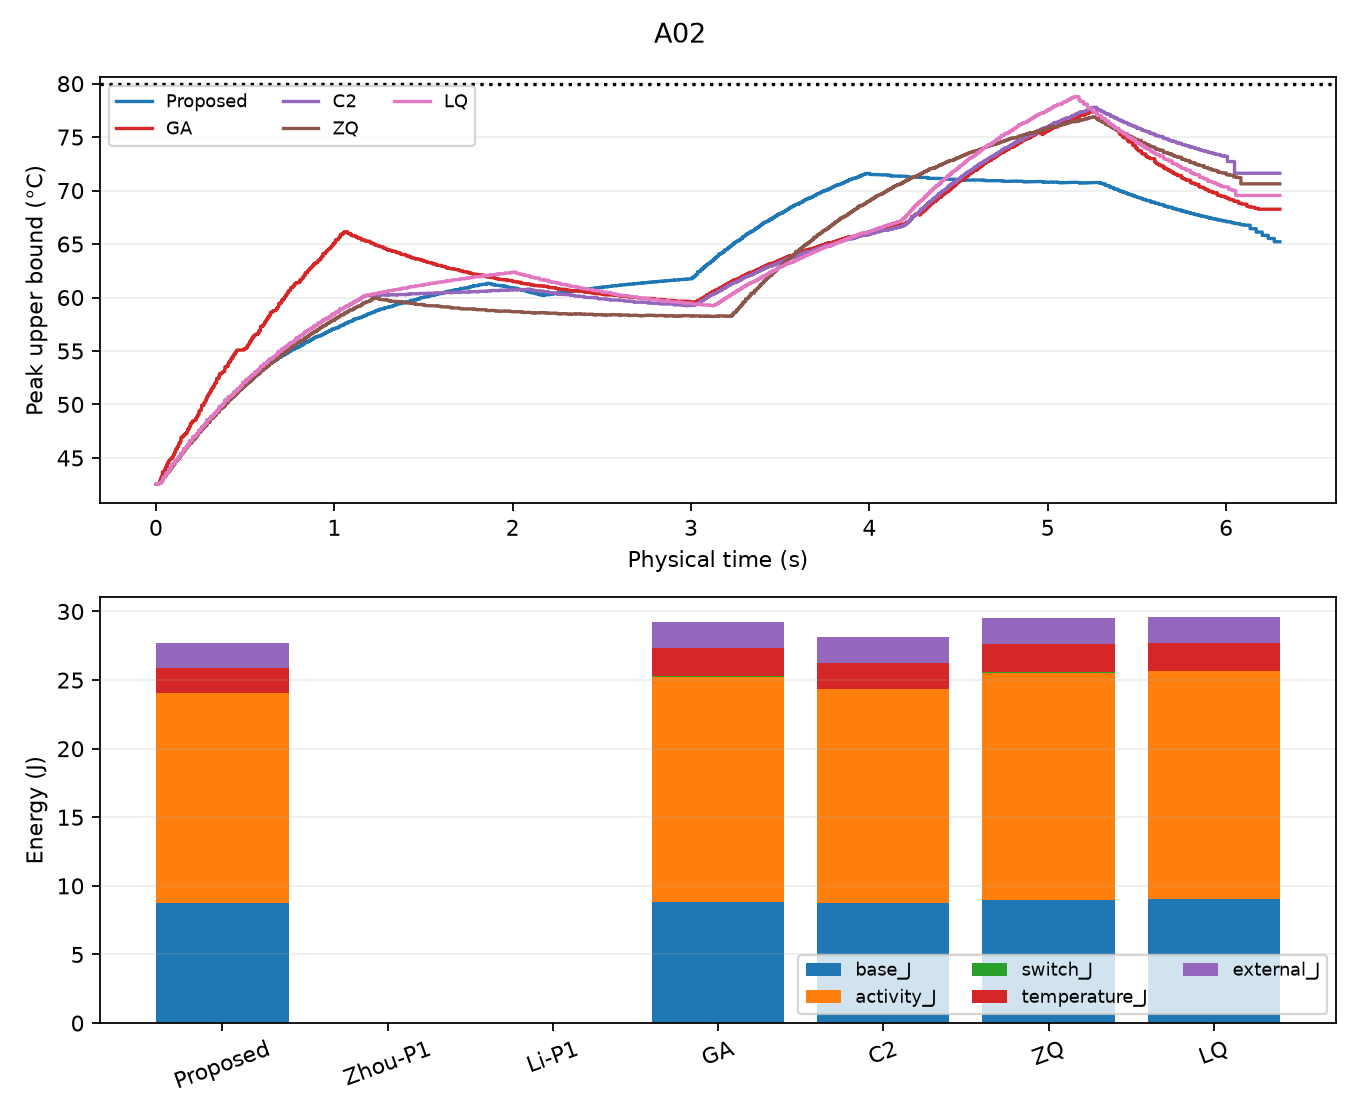 A02
Peak upper bound (°C)
80
75
70
65
60
55
50
45
Proposed
GA
C2
ZQ
LQ
0 1 2 3 4 5 6
Physical time (s)
Energy (J)
30
25
20
15
10
5
0
base_J
activity_J
switch_J
temperature_J
external_J
Proposed Zhou-P1 Li-P1 GA C2 ZQ LQ